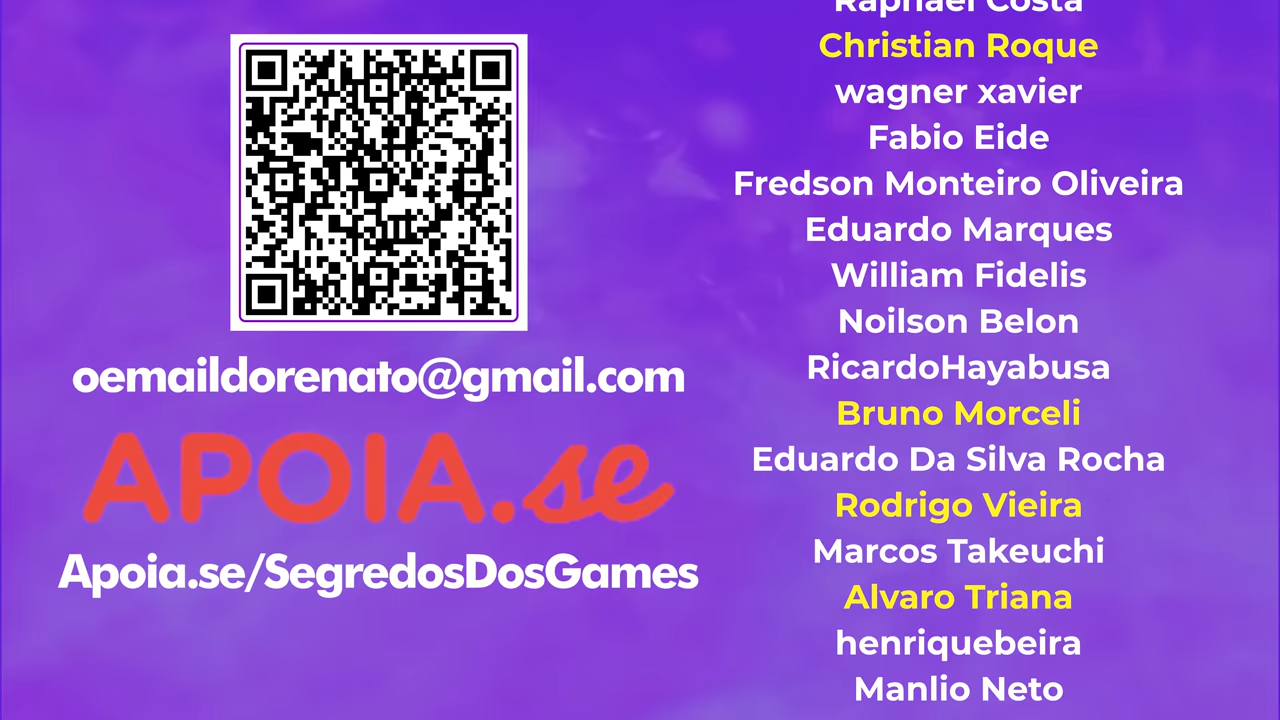 oemaildorenato@gmail.com
APOIA.se
Apoia.se/SegredosDosGames
Raphael Costa
Christian Roque
wagner xavier
Fabio Eide
Fredson Monteiro Oliveira
Eduardo Marques
William Fidelis
Noilson Belon
RicardoHayabusa
Bruno Morceli
Eduardo Da Silva Rocha
Rodrigo Vieira
Marcos Takeuchi
Alvaro Triana
henriquebeira
Manlio Neto